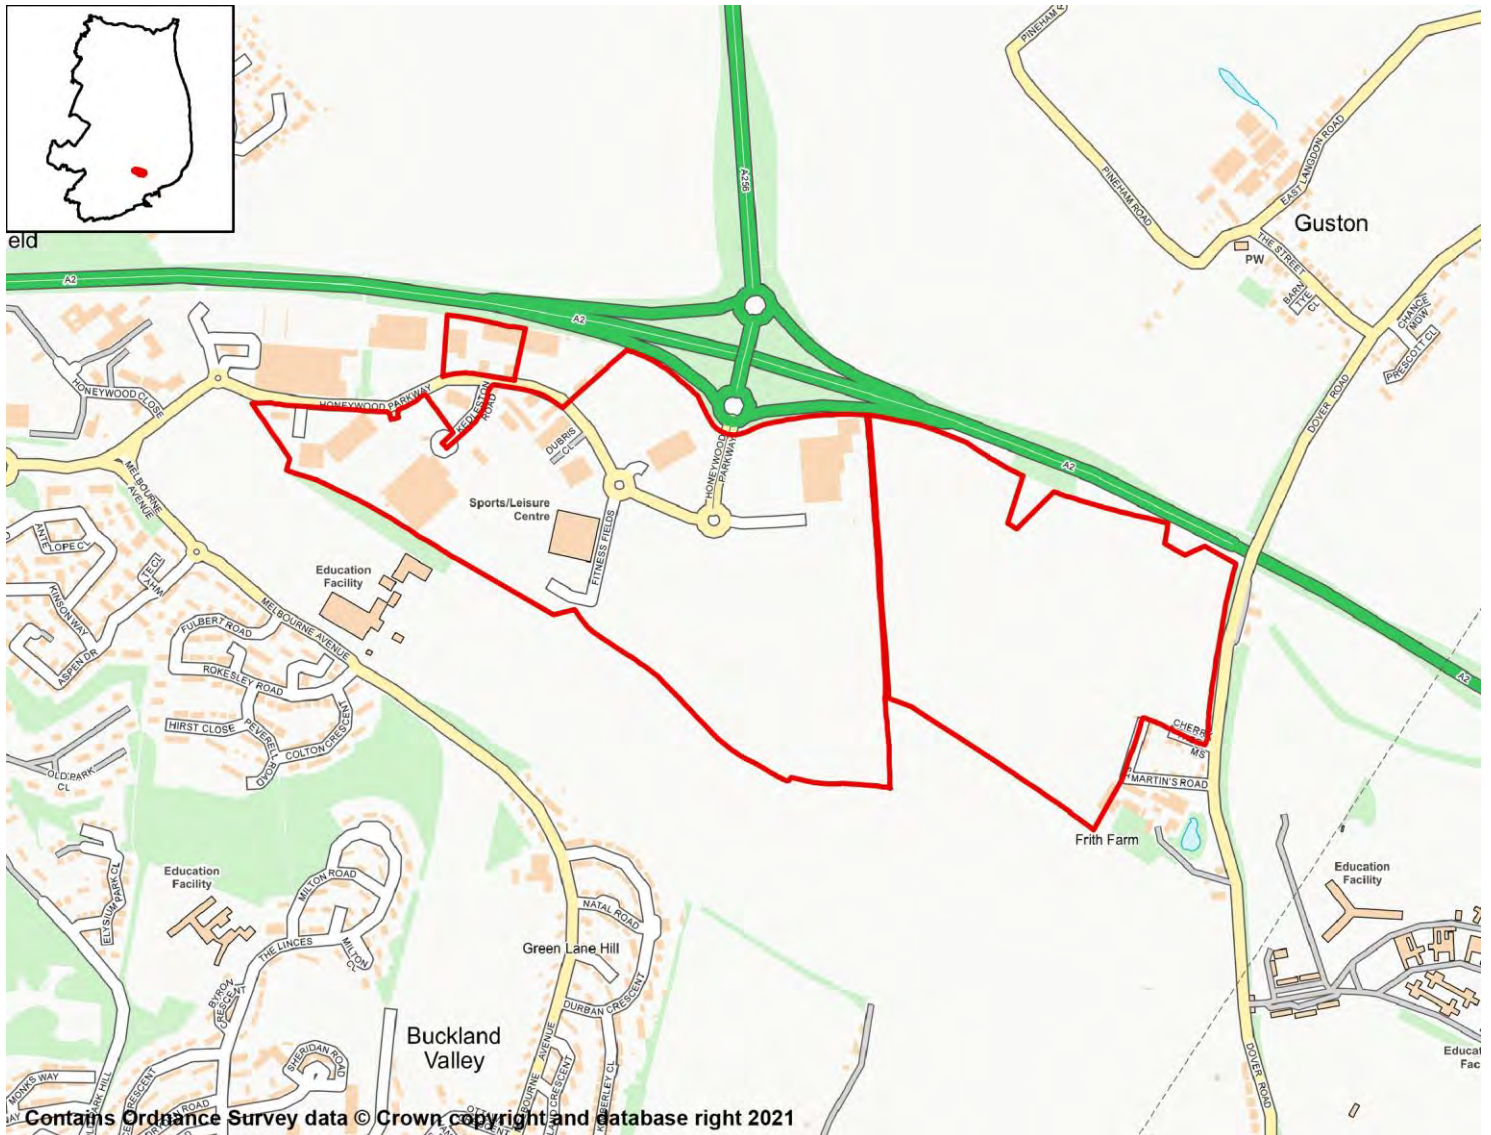 eld
A2
A2
A256
PINEHAM ROAD
EAST LANGDON ROAD
Guston
THE STREET
PW
BARN
TYE
CL
CHANCE
MDW
PRESCOTT CL
DOVER ROAD
HONEYWOOD CLOSE
HONEYWOOD PARKWAY
KEDLESTON
ROAD
DUBRIS
CL
HONEYWOOD
PARKWAY
A2
MELBOURNE
AVENUE
Sports/Leisure
Centre
FITNESS FIELDS
ANTELOPE CL
Education
Facility
KINSON WAY
ASPEN DR
FULBERT ROAD
MELBOURNE AVENUE
ROKESLEY ROAD
HIRST CLOSE
PEVERELL
ROAD
COLTON CRESCENT
OLD PARK
CL
A2
CHERRY
MS
MARTIN'S ROAD
Frith Farm
ELYSIUM PARK CL
Education
Facility
MILTON ROAD
THE LINCES
MILTON
CL
BYRON
CRESCENT
NATAL ROAD
Green Lane Hill
DURBAN CRESCENT
Education
Facility
Buckland
Valley
SHERIDAN ROAD
MONKS WAY
DOVER ROAD
Educat
Fac
Contains Ordnance Survey data © Crown copyright and database right 2021